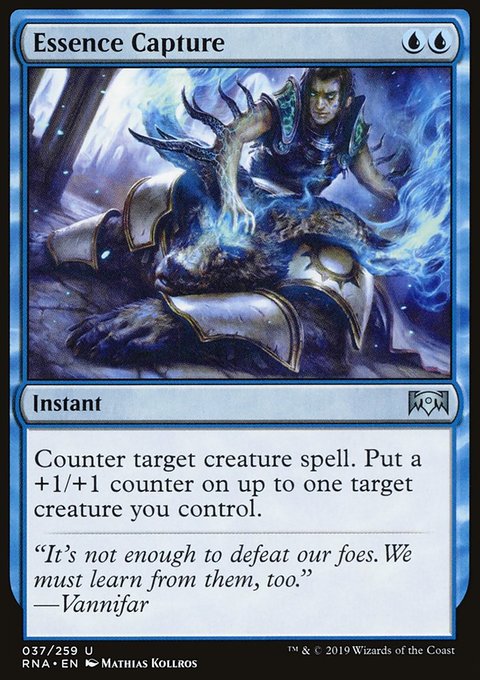 Essence Capture
Instant
Counter target creature spell. Put a
+1/+1 counter on up to one target
creature you control.
“It’s not enough to defeat our foes. We
must learn from them, too.”
—Vannifar
037/259 U
RNA • EN Mathias Kollros
™ & © 2019 Wizards of the Coast